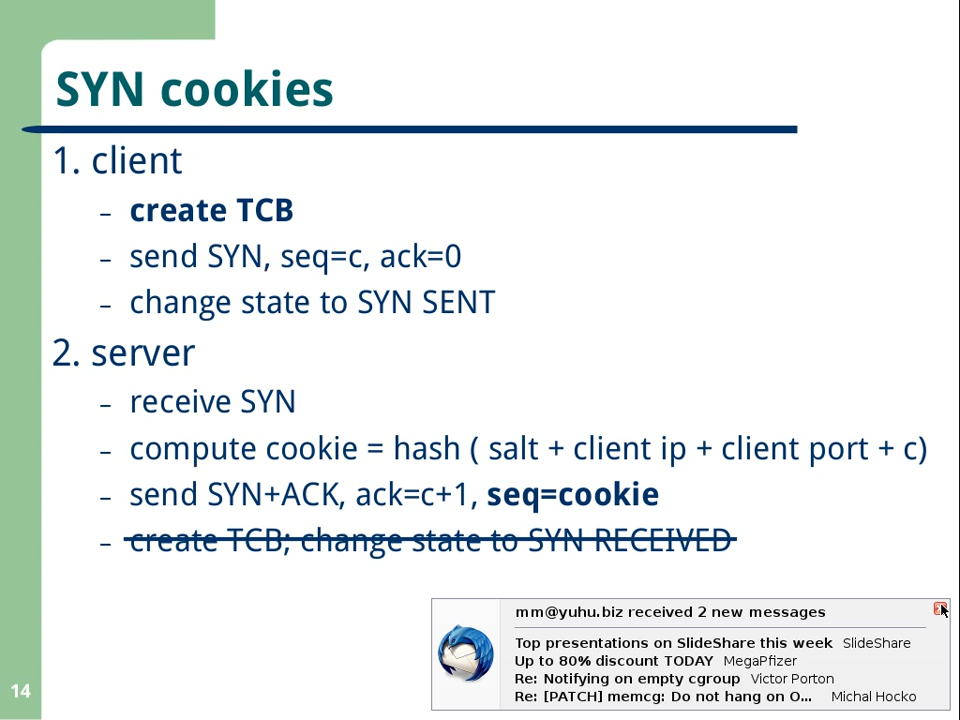 SYN cookies
1. client
– create TCB
– send SYN, seq=c, ack=0
– change state to SYN SENT
2. server
– receive SYN
– compute cookie = hash ( salt + client ip + client port + c)
– send SYN+ACK, ack=c+1, seq=cookie
– create TCB; change state to SYN RECEIVED
mm@yuhu.biz received 2 new messages
Top presentations on SlideShare this week SlideShare
Up to 80% discount TODAY MegaPfizer
Re: Notifying on empty cgroup Victor Porton
Re: [PATCH] memcg: Do not hang on O... Michal Hocko
14